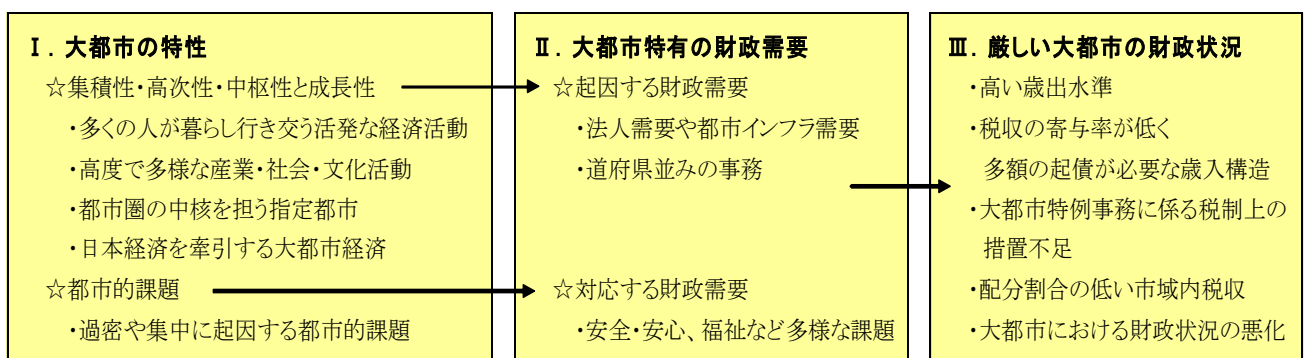 Ⅰ．大都市の特性
☆集積性・高次性・中枢性と成長性
・多くの人が暮らし行き交う活発な経済活動
・高度で多様な産業・社会・文化活動
・都市圏の中核を担う指定都市
・日本経済を牽引する大都市経済
☆都市的課題
・過密や集中に起因する都市的課題
Ⅱ．大都市特有の財政需要
☆起因する財政需要
・法人需要や都市インフラ需要
・道府県並みの事務
☆対応する財政需要
・安全・安心、福祉など多様な課題
Ⅲ．厳しい大都市の財政状況
・高い歳出水準
・税収の寄与率が低く
多額の起債が必要な歳入構造
・大都市特例事務に係る税制上の
措置不足
・配分割合の低い市域内税収
・大都市における財政状況の悪化